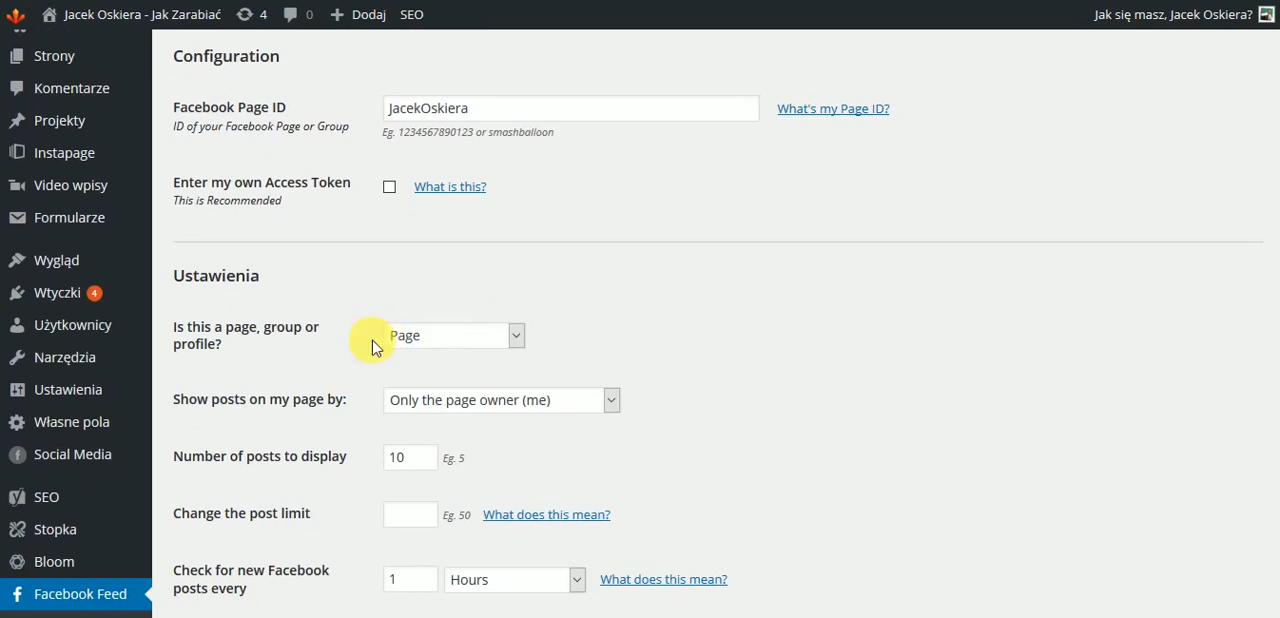 Jacek Oskiera - Jak Zarabiać 4 0 Dodaj SEO Jak się masz, Jacek Oskiera?
Strony
Komentarze
Projekty
Instapage
Video wpisy
Formularze
Wygląd
Wtyczki 4
Użytkownicy
Narzędzia
Ustawienia
Własne pola
Social Media
SEO
Stopka
Bloom
Facebook Feed
Configuration
Facebook Page ID JacekOskiera What's my Page ID?
ID of your Facebook Page or Group
Eg. 1234567890123 or smashballoon
Enter my own Access Token What is this?
This is Recommended
Ustawienia
Is this a page, group or
profile?
Page
Show posts on my page by: Only the page owner (me)
Number of posts to display 10 Eg. 5
Change the post limit Eg. 50 What does this mean?
Check for new Facebook
posts every
1 Hours What does this mean?